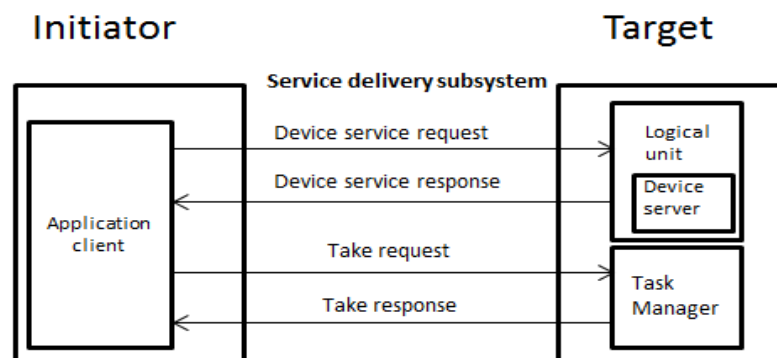 Initiator
Target
Service delivery subsystem
Device service request
Logical
unit
Device service response
Device
server
Application
client
Take request
Task
Manager
Take response